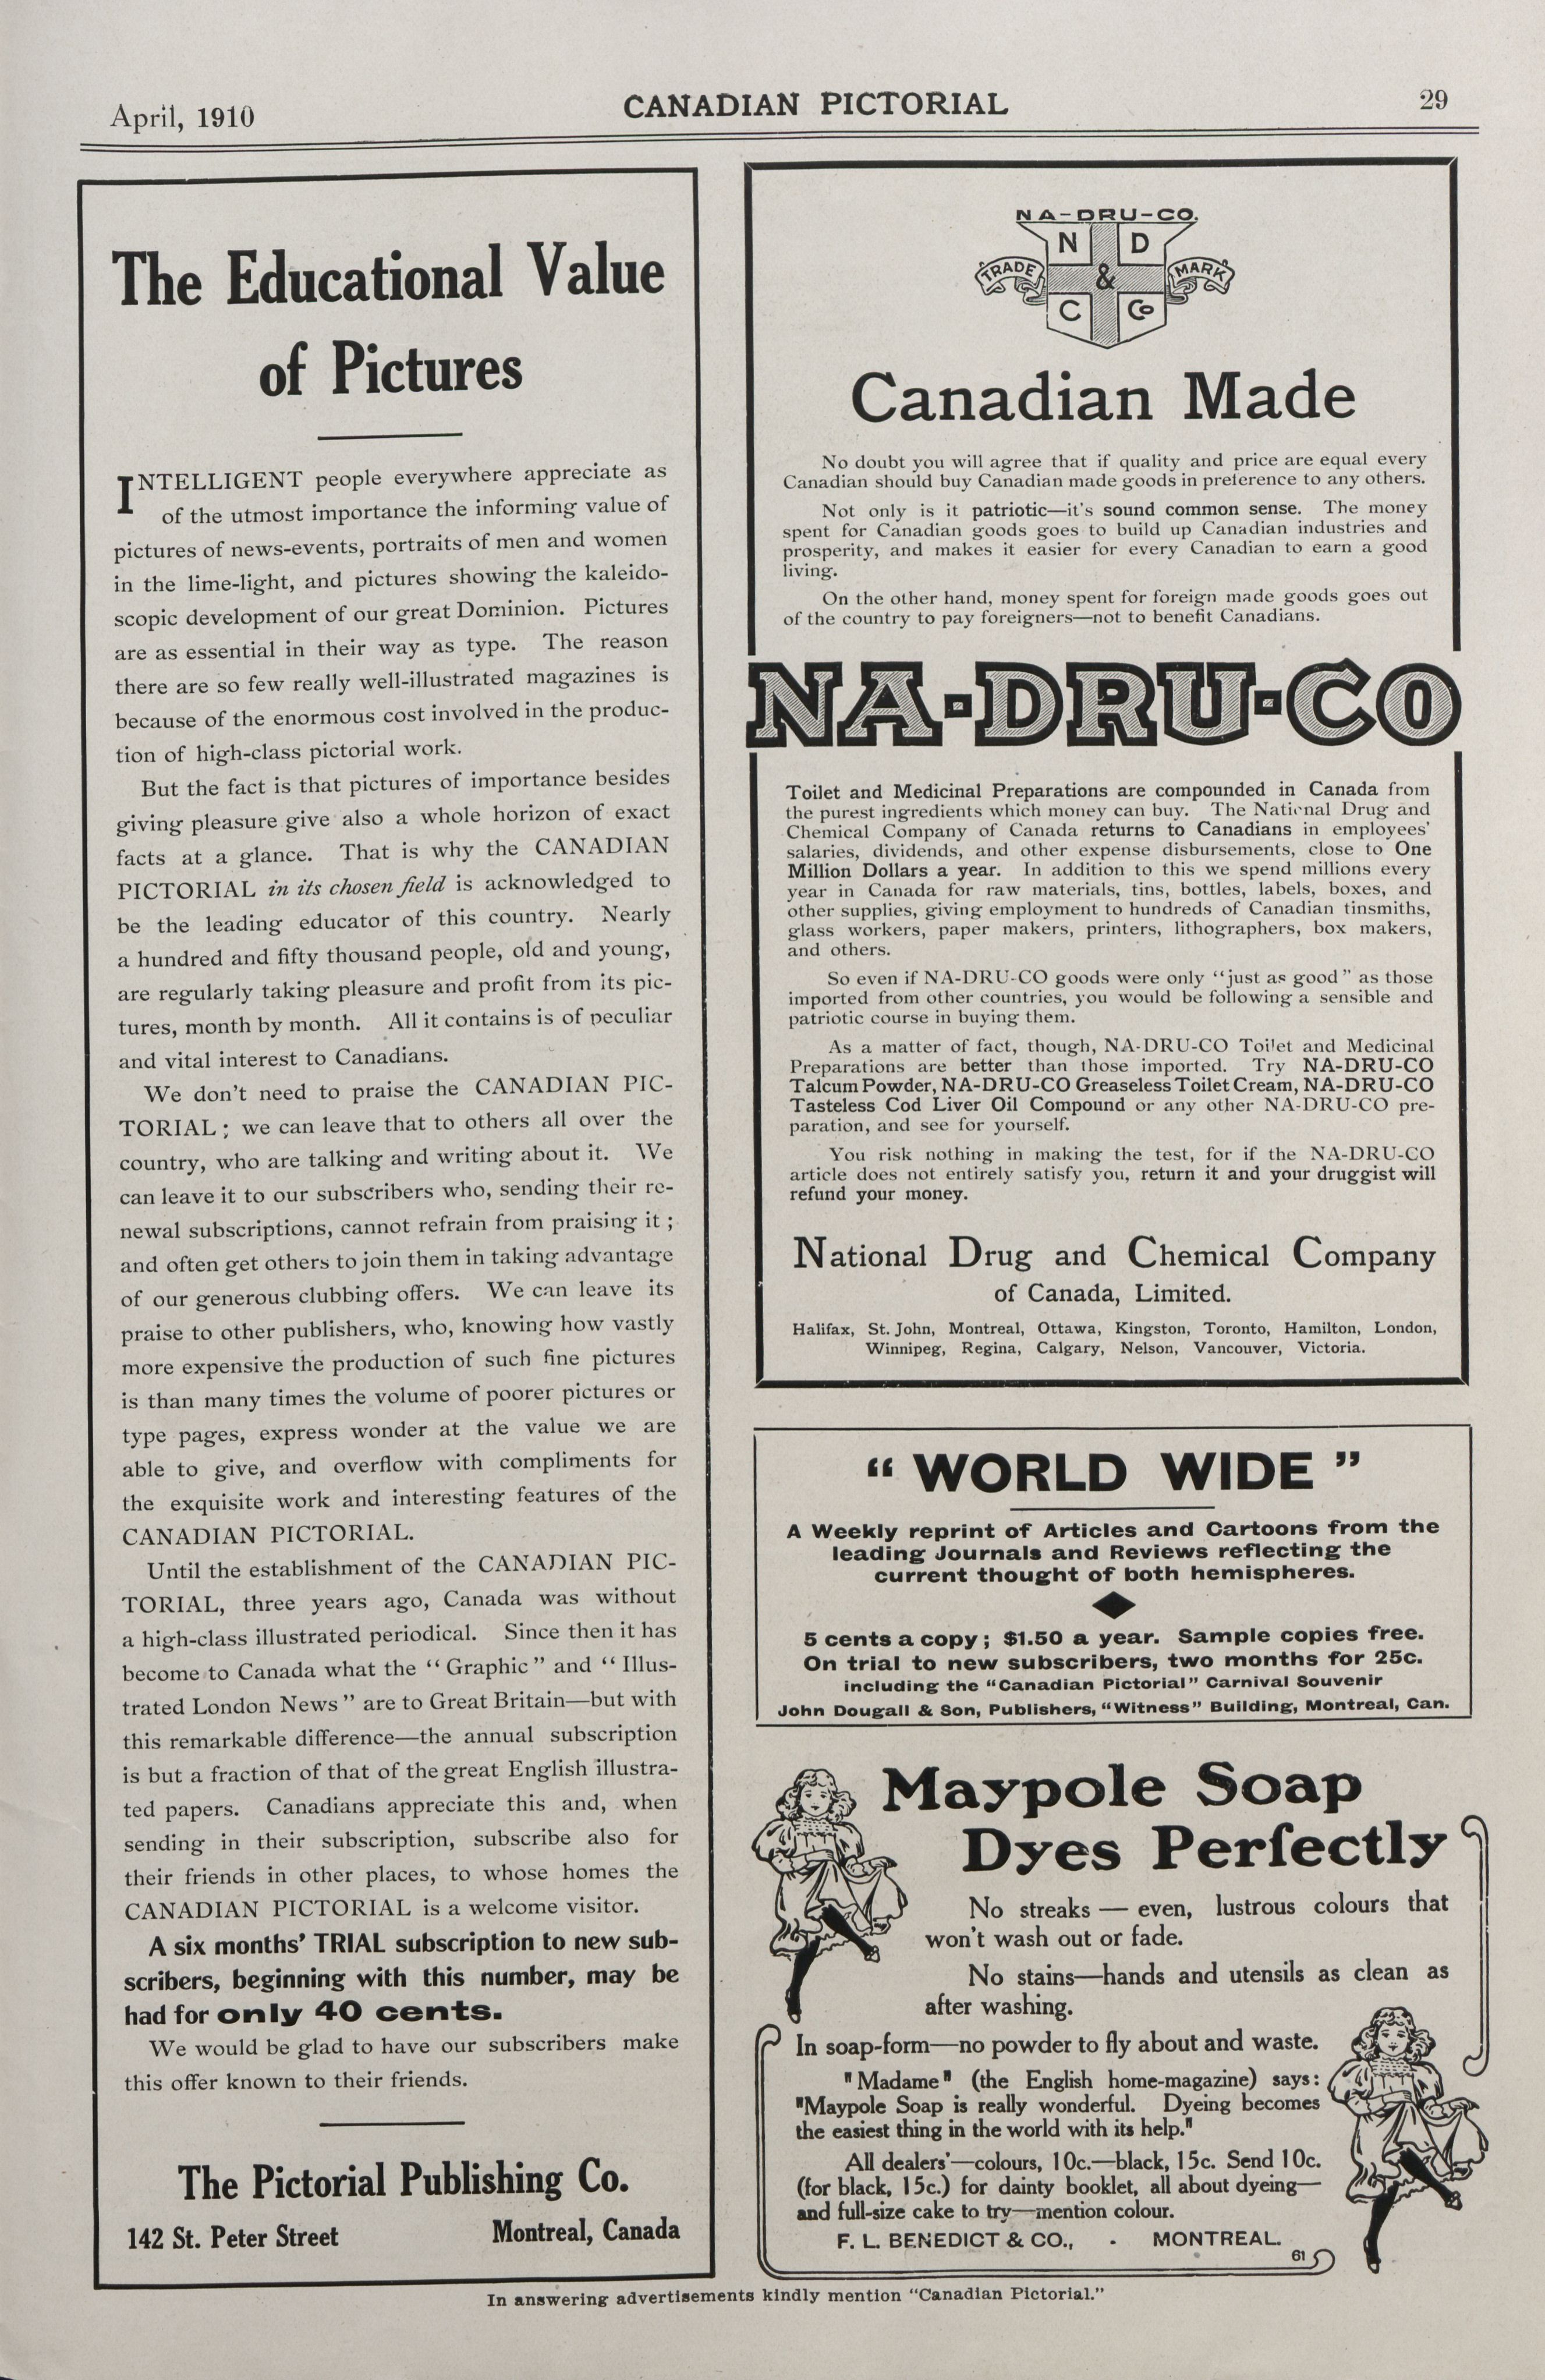 April, 1910
CANADIAN PICTORIAL
29
The Educational Value
of Pictures
INTELLIGENT people everywhere appreciate as
of the utmost importance the informing value of
pictures of news-events, portraits of men and women
in the lime-light, and pictures showing the kaleido-
scopic development of our great Dominion. Pictures
are as essential in their way as type. The reason
there are so few really well-illustrated magazines is
because of the enormous cost involved in the produc-
tion of high-class pictorial work.
But the fact is that pictures of importance besides
giving pleasure give also a whole horizon of exact
facts at a glance. That is why the CANADIAN
PICTORIAL in its chosen field is acknowledged to
be the leading educator of this country. Nearly
a hundred and fifty thousand people, old and young,
are regularly taking pleasure and profit from its pic-
tures, month by month. All it contains is of peculiar
and vital interest to Canadians.
We don't need to praise the CANADIAN PIC-
TORIAL; we can leave that to others all over the
country, who are talking and writing about it. We
can leave it to our subscribers who, sending their re-
newal subscriptions, cannot refrain from praising it;
and often get others to join them in taking advantage
of our generous clubbing offers. We can leave its
praise to other publishers, who, knowing how vastly
more expensive the production of such fine pictures
is than many times the volume of poorer pictures or
type pages, express wonder at the value we are
able to give, and overflow with compliments for
the exquisite work and interesting features of the
CANADIAN PICTORIAL.
Until the establishment of the CANADIAN PIC-
TORIAL, three years ago, Canada was without
a high-class illustrated periodical. Since then it has
become to Canada what the "Graphic" and "Illus-
trated London News" are to Great Britain—but with
this remarkable difference—the annual subscription
is but a fraction of that of the great English illustra-
ted papers. Canadians appreciate this and, when
sending in their subscription, subscribe also for
their friends in other places, to whose homes the
CANADIAN PICTORIAL is a welcome visitor.
A six months' TRIAL subscription to new sub-
scribers, beginning with this number, may be
had for only 40 cents.
We would be glad to have our subscribers make
this offer known to their friends.
The Pictorial Publishing Co.
142 St. Peter Street Montreal, Canada
NA-DRU-CO.
N D
TRADE & MARK
C Co
Canadian Made
No doubt you will agree that if quality and price are equal every
Canadian should buy Canadian made goods in preference to any others.
Not only is it patriotic—it's sound common sense. The money
spent for Canadian goods goes to build up Canadian industries and
prosperity, and makes it easier for every Canadian to earn a good
living.
On the other hand, money spent for foreign made goods goes out
of the country to pay foreigners—not to benefit Canadians.
NA-DRU-CO
Toilet and Medicinal Preparations are compounded in Canada from
the purest ingredients which money can buy. The National Drug and
Chemical Company of Canada returns to Canadians in employees'
salaries, dividends, and other expense disbursements, close to One
Million Dollars a year. In addition to this we spend millions every
year in Canada for raw materials, tins, bottles, labels, boxes, and
other supplies, giving employment to hundreds of Canadian tinsmiths,
glass workers, paper makers, printers, lithographers, box makers,
and others.
So even if NA-DRU-CO goods were only "just as good" as those
imported from other countries, you would be following a sensible and
patriotic course in buying them.
As a matter of fact, though, NA-DRU-CO Toilet and Medicinal
Preparations are better than those imported. Try NA-DRU-CO
Talcum Powder, NA-DRU-CO Greaseless Toilet Cream, NA-DRU-CO
Tasteless Cod Liver Oil Compound or any other NA-DRU-CO pre-
paration, and see for yourself.
You risk nothing in making the test, for if the NA-DRU-CO
article does not entirely satisfy you, return it and your druggist will
refund your money.
National Drug and Chemical Company
of Canada, Limited.
Halifax, St. John, Montreal, Ottawa, Kingston, Toronto, Hamilton, London,
Winnipeg, Regina, Calgary, Nelson, Vancouver, Victoria.
"WORLD WIDE"
A Weekly reprint of Articles and Cartoons from the
leading Journals and Reviews reflecting the
current thought of both hemispheres.
5 cents a copy; $1.50 a year. Sample copies free.
On trial to new subscribers, two months for 25c.
including the "Canadian Pictorial" Carnival Souvenir
John Dougall & Son, Publishers, "Witness" Building, Montreal, Can.
Maypole Soap
Dyes Perfectly
No streaks — even, lustrous colours that
won't wash out or fade.
No stains—hands and utensils as clean as
after washing.
In soap-form—no powder to fly about and waste.
"Madame" (the English home-magazine) says:
"Maypole Soap is really wonderful. Dyeing becomes
the easiest thing in the world with its help."
All dealers'—colours, 10c.—black, 15c. Send 10c.
(for black, 15c.) for dainty booklet, all about dyeing—
and full-size cake to try—mention colour.
F. L. BENEDICT & CO., - MONTREAL.
61
In answering advertisements kindly mention "Canadian Pictorial."